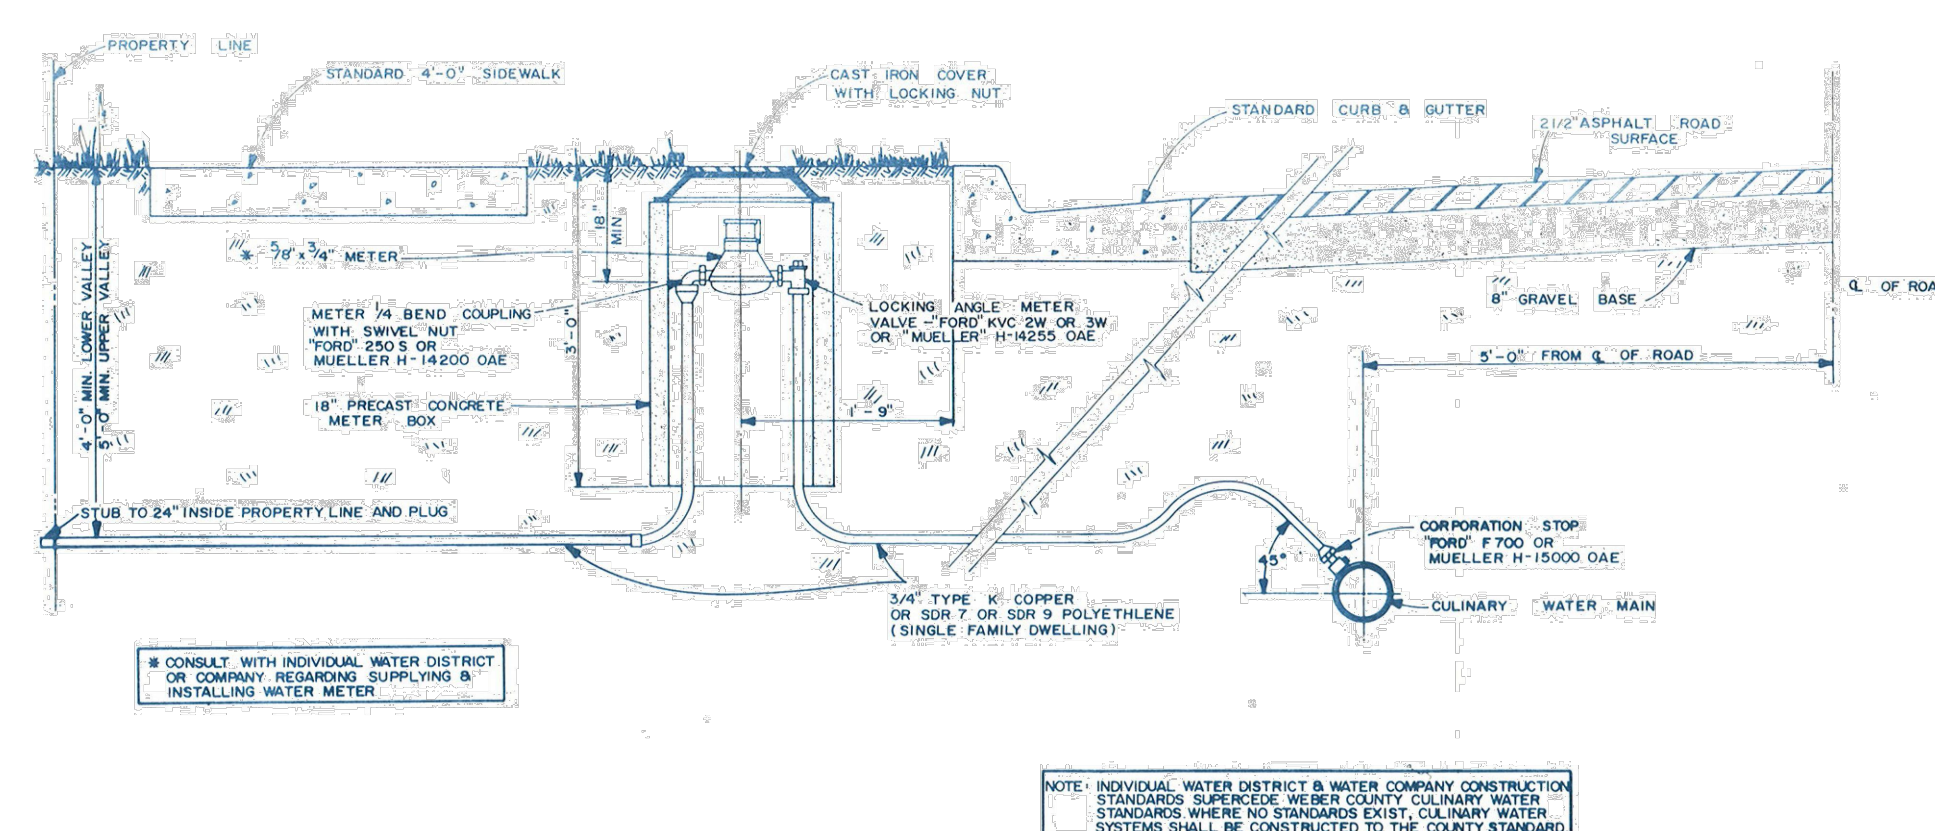 PROPERTY LINE
STANDARD 4'-0" SIDEWALK
CAST IRON COVER
WITH LOCKING NUT
STANDARD CURB & GUTTER
2 1/2" ASPHALT ROAD
SURFACE
18" MIN
* 5/8" x 3/4" METER
4'-0" MIN. LOWER VALLEY
5'-0" MIN. UPPER VALLEY
METER 1/4 BEND COUPLING
WITH SWIVEL NUT
"FORD" 250 S OR
MUELLER H-14200 OAE
3'-0"
LOCKING ANGLE METER
VALVE - "FORD" KVC 2W OR 3W
OR "MUELLER" H-14255 OAE
8" GRAVEL BASE
℄ OF ROA
5'-0" FROM ℄ OF ROAD
18" PRECAST CONCRETE
METER BOX
1'-9"
STUB TO 24" INSIDE PROPERTY LINE AND PLUG
CORPORATION STOP
"FORD" F700 OR
MUELLER H-15000 OAE
45°
CULINARY WATER MAIN
3/4" TYPE K COPPER
OR SDR 7 OR SDR 9 POLYETHLENE
(SINGLE FAMILY DWELLING)
* CONSULT WITH INDIVIDUAL WATER DISTRICT
OR COMPANY REGARDING SUPPLYING &
INSTALLING WATER METER
NOTE: INDIVIDUAL WATER DISTRICT & WATER COMPANY CONSTRUCTION
STANDARDS SUPERCEDE WEBER COUNTY CULINARY WATER
STANDARDS. WHERE NO STANDARDS EXIST, CULINARY WATER
SYSTEMS SHALL BE CONSTRUCTED TO THE COUNTY STANDARD